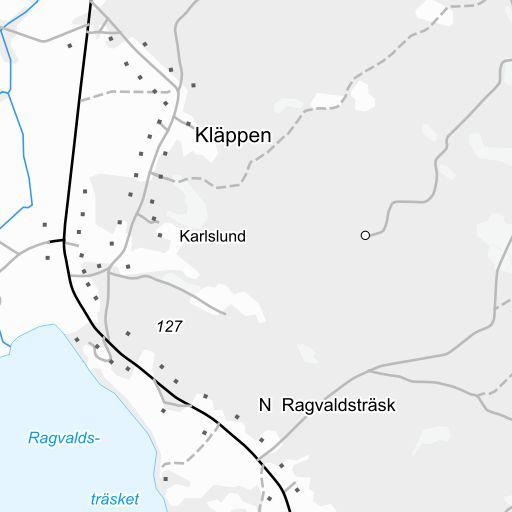 Kläppen
Karlslund
127
N Ragvaldsträsk
Ragvalds-
träsket